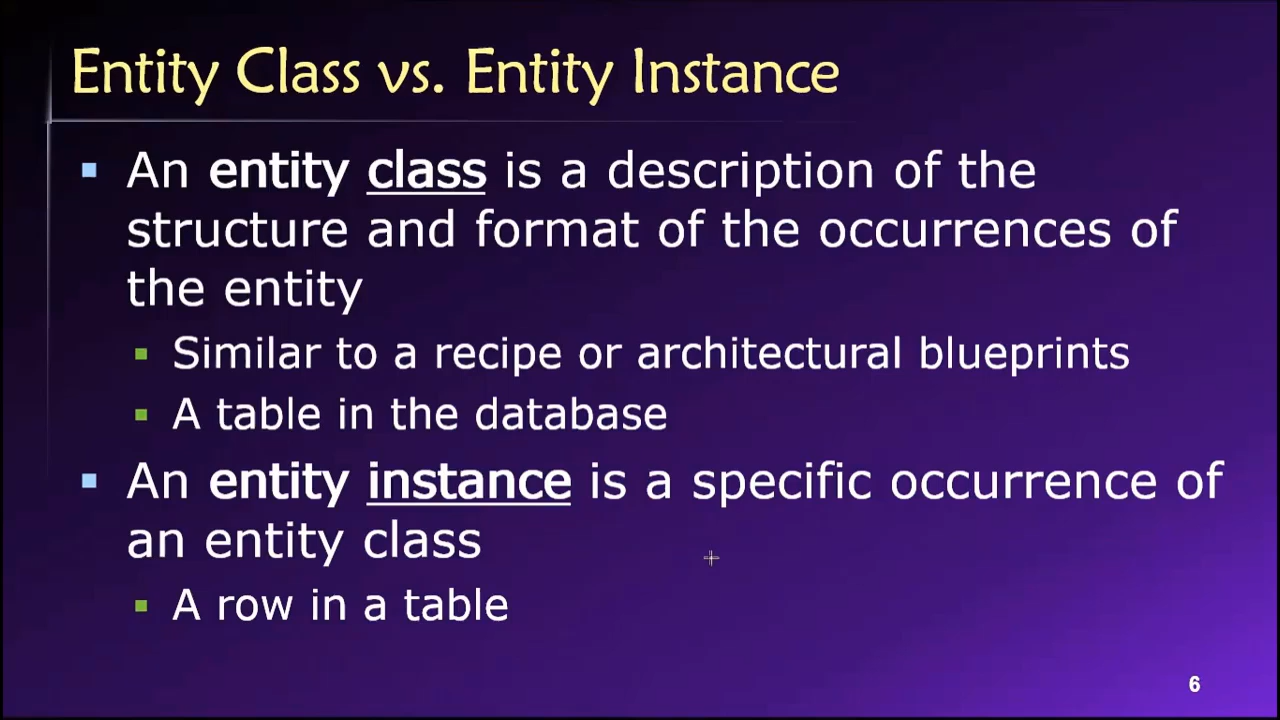 Entity Class vs. Entity Instance
An entity class is a description of the
structure and format of the occurrences of
the entity
Similar to a recipe or architectural blueprints
A table in the database
An entity instance is a specific occurrence of
an entity class
A row in a table
6